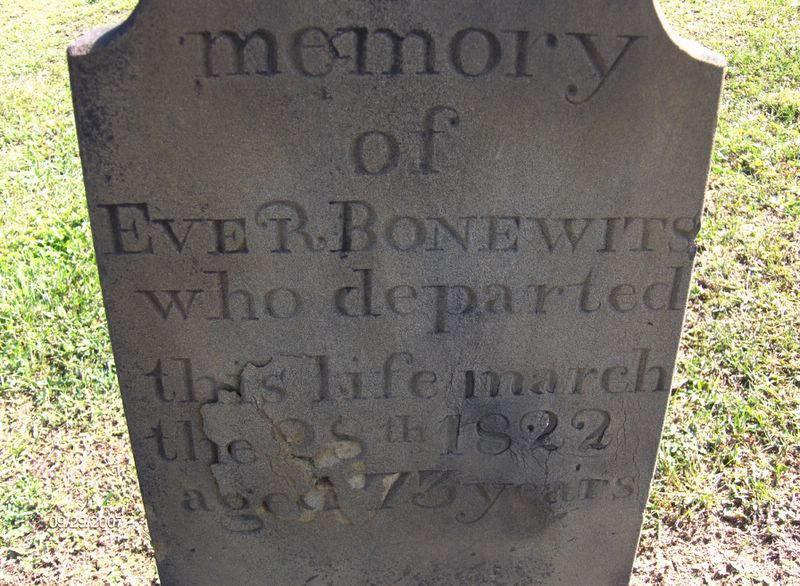 memory
of
EVE R BONEWITS
who departed
this life march
the 28th 1822
aged 73 years
09/29/2007